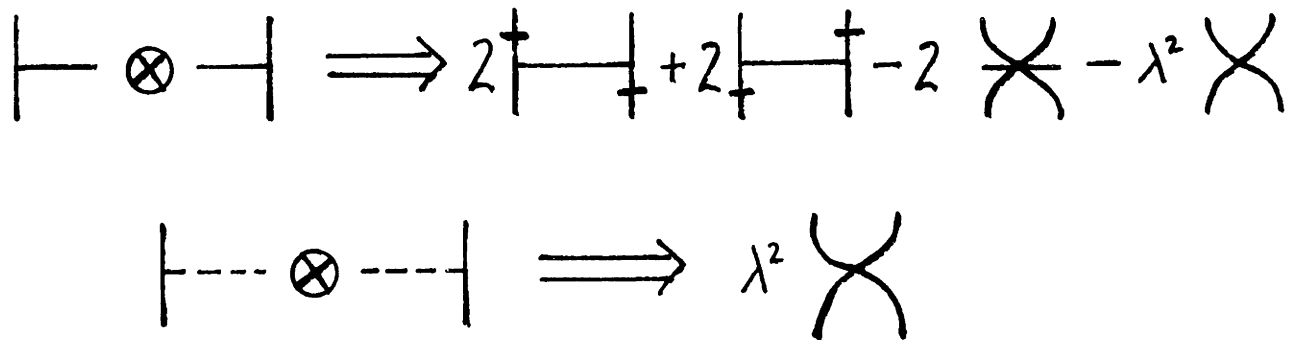 ⊗ ⟹ 2 + 2 − 2 − λ²
⊗ ⟹ λ²